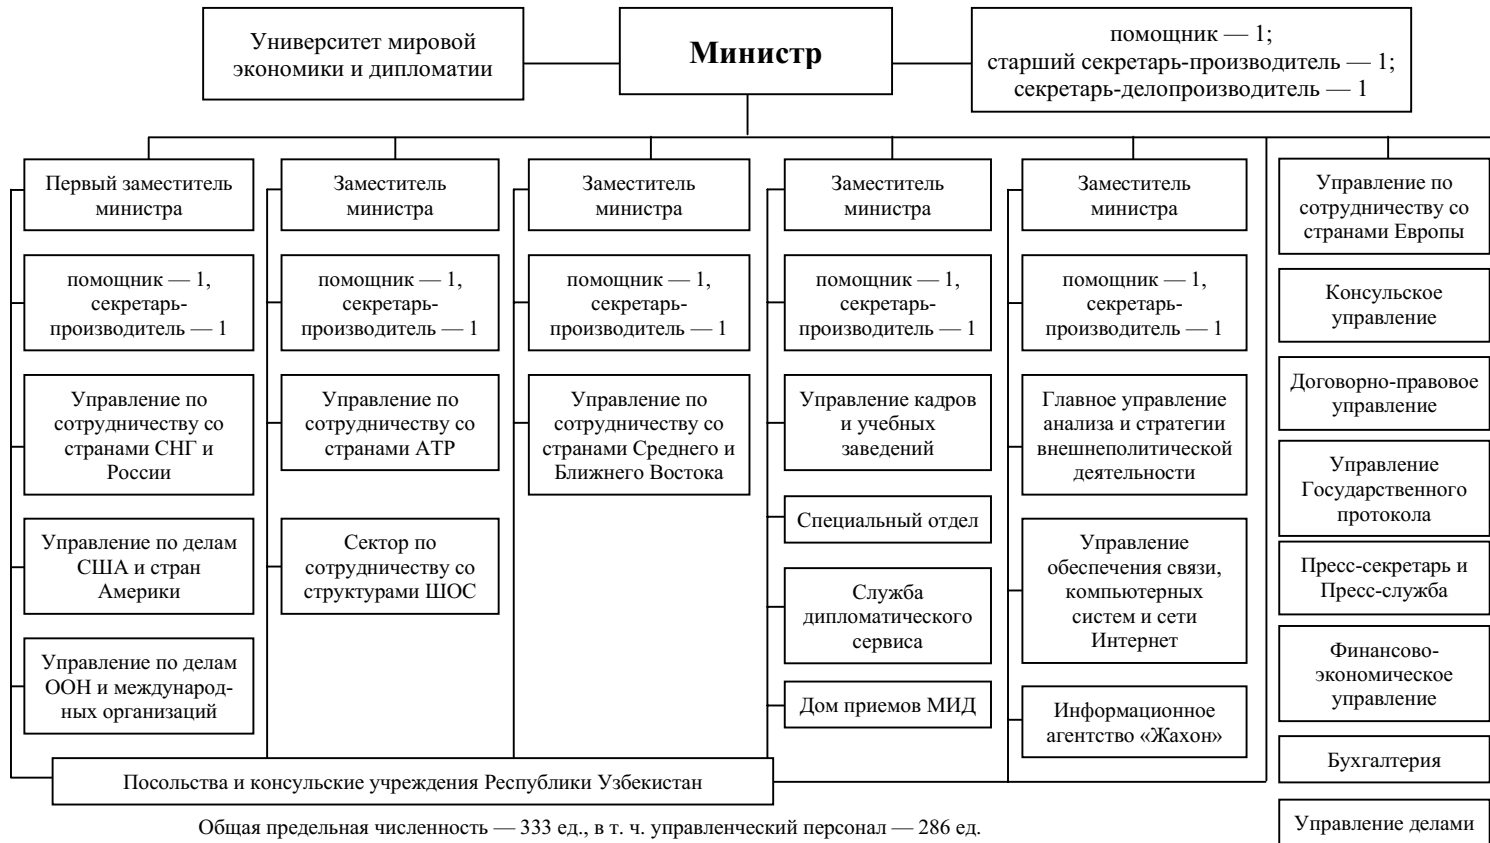 Университет мировой
экономики и дипломатии
Министр
помощник — 1;
старший секретарь-производитель — 1;
секретарь-делопроизводитель — 1
Первый заместитель
министра
помощник — 1,
секретарь-
производитель — 1
Управление по
сотрудничеству со
странами СНГ и
России
Управление по делам
США и стран
Америки
Управление по делам
ООН и международ-
ных организаций
Заместитель
министра
помощник — 1,
секретарь-
производитель — 1
Управление по
сотрудничеству со
странами АТР
Сектор по
сотрудничеству со
структурами ШОС
Заместитель
министра
помощник — 1,
секретарь-
производитель — 1
Управление по
сотрудничеству со
странами Среднего и
Ближнего Востока
Заместитель
министра
помощник — 1,
секретарь-
производитель — 1
Управление кадров
и учебных
заведений
Специальный отдел
Служба
дипломатического
сервиса
Дом приемов МИД
Заместитель
министра
помощник — 1,
секретарь-
производитель — 1
Главное управление
анализа и стратегии
внешнеполитической
деятельности
Управление
обеспечения связи,
компьютерных
систем и сети
Интернет
Информационное
агентство «Жахон»
Управление по
сотрудничеству со
странами Европы
Консульское
управление
Договорно-правовое
управление
Управление
Государственного
протокола
Пресс-секретарь и
Пресс-служба
Финансово-
экономическое
управление
Бухгалтерия
Управление делами
Посольства и консульские учреждения Республики Узбекистан
Общая предельная численность — 333 ед., в т. ч. управленческий персонал — 286 ед.